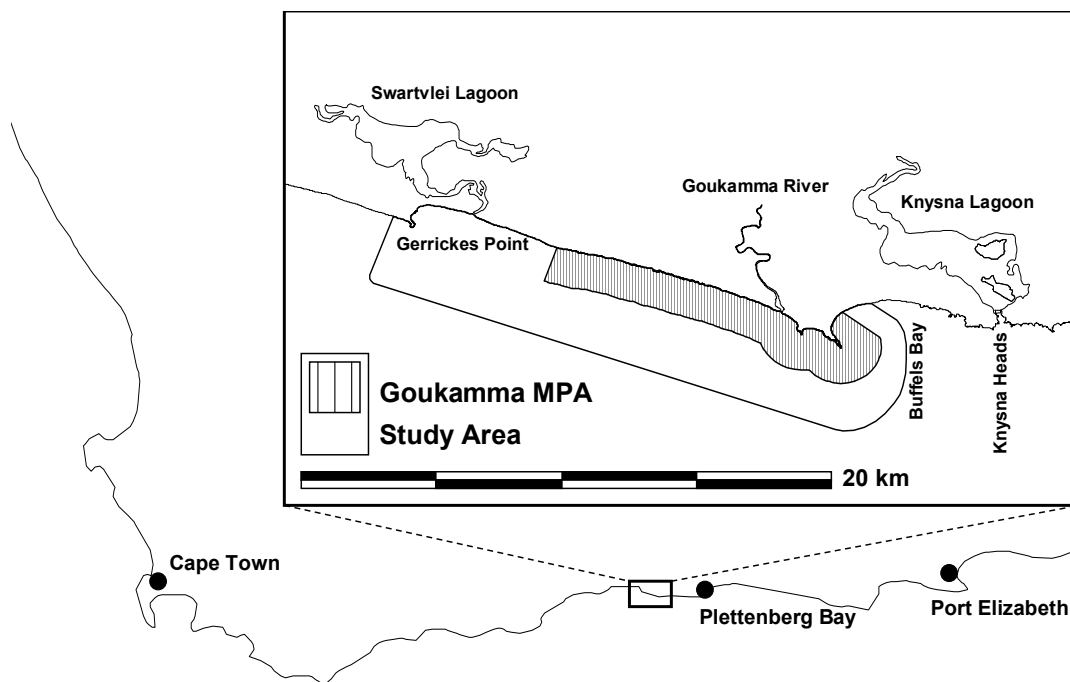 Swartvlei Lagoon
Goukamma River
Knysna Lagoon
Gerrickes Point
Buffels Bay
Knysna Heads
Goukamma MPA
Study Area
20 km
Cape Town
Plettenberg Bay
Port Elizabeth